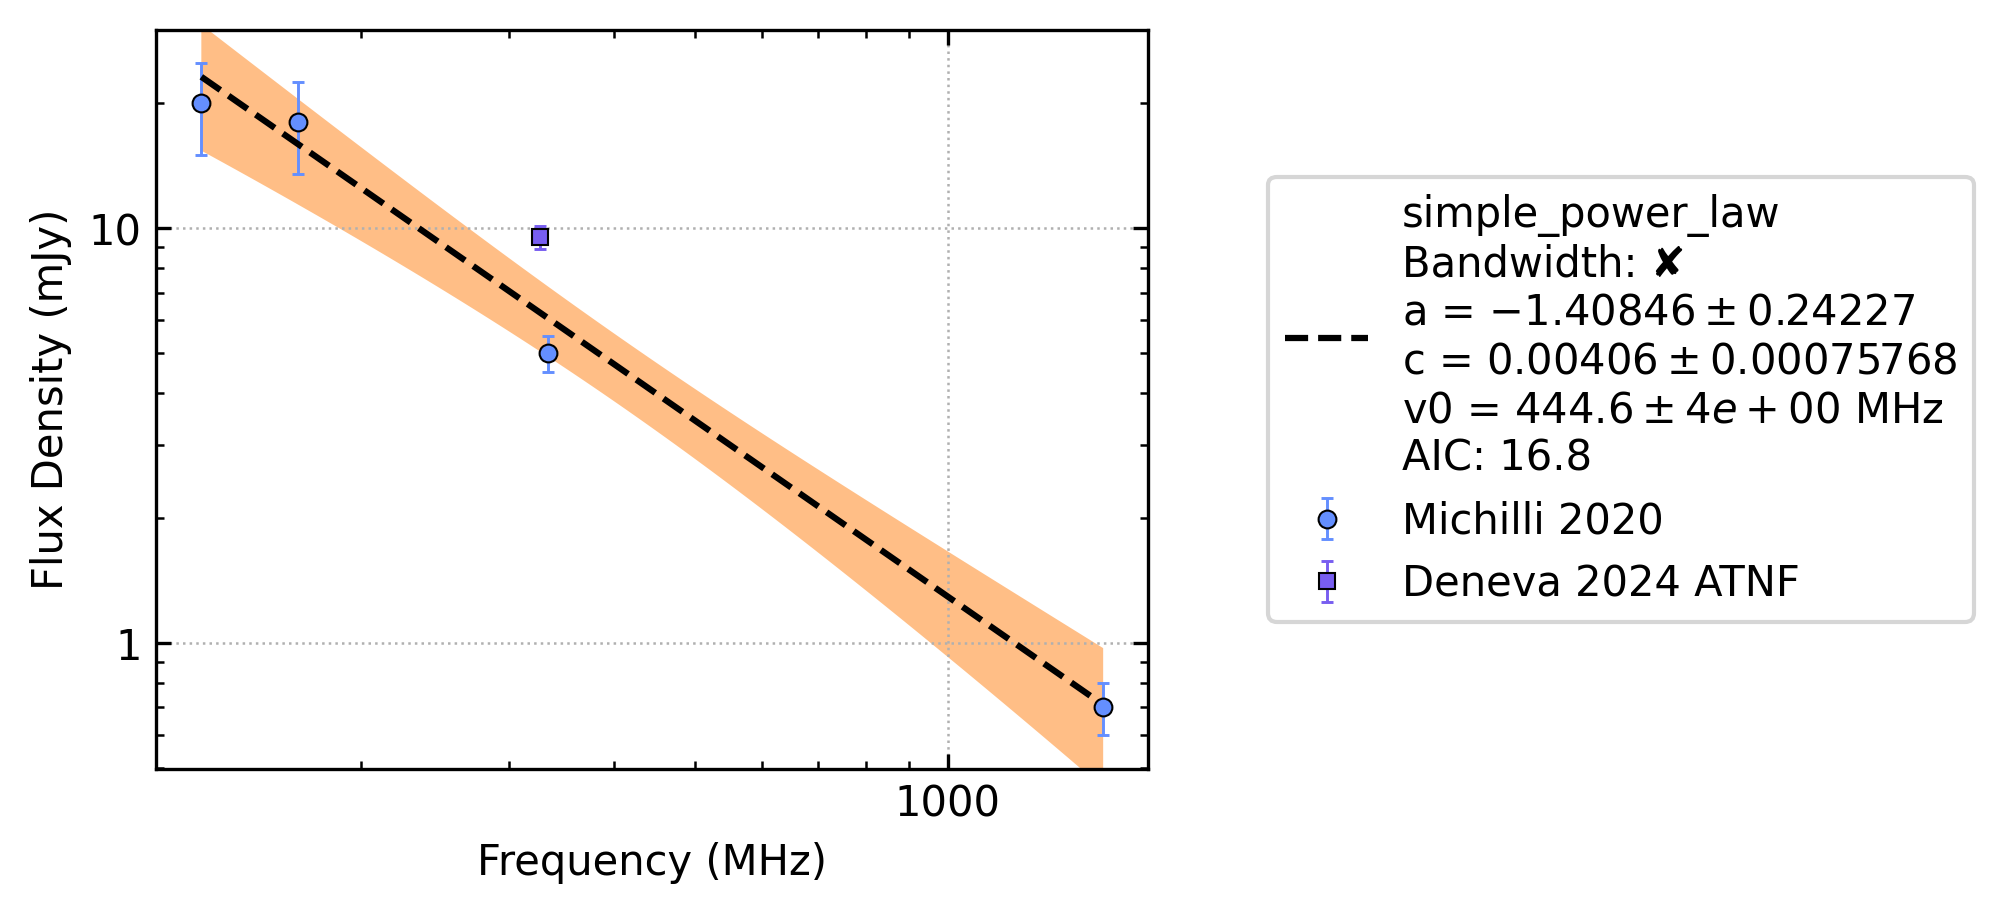 10
1
Flux Density (mJy)
1000
Frequency (MHz)
simple_power_law
Bandwidth: ✘
a = −1.40846 ± 0.24227
c = 0.00406 ± 0.00075768
v0 = 444.6 ± 4e + 00 MHz
AIC: 16.8
Michilli 2020
Deneva 2024 ATNF